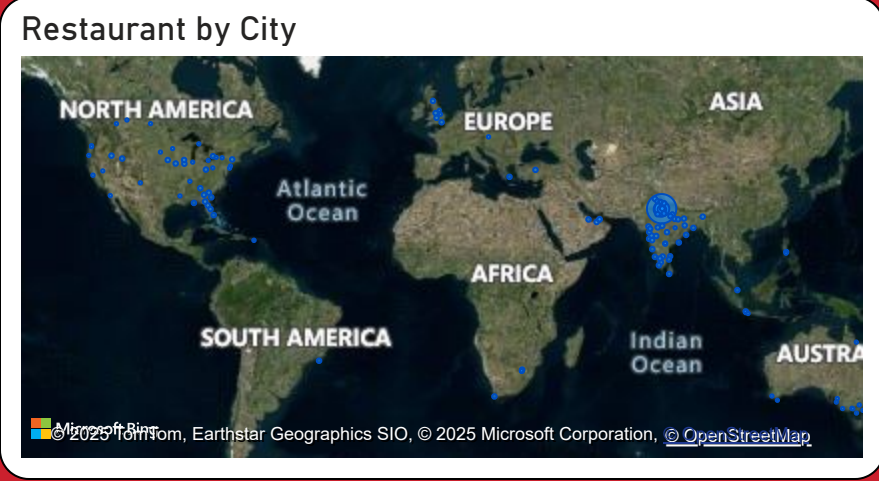 Restaurant by City
NORTH AMERICA
EUROPE
ASIA
Atlantic
Ocean
AFRICA
SOUTH AMERICA
Indian
Ocean
AUSTRA
Microsoft Bing
© 2025 TomTom, Earthstar Geographics SIO, © 2025 Microsoft Corporation, © OpenStreetMap